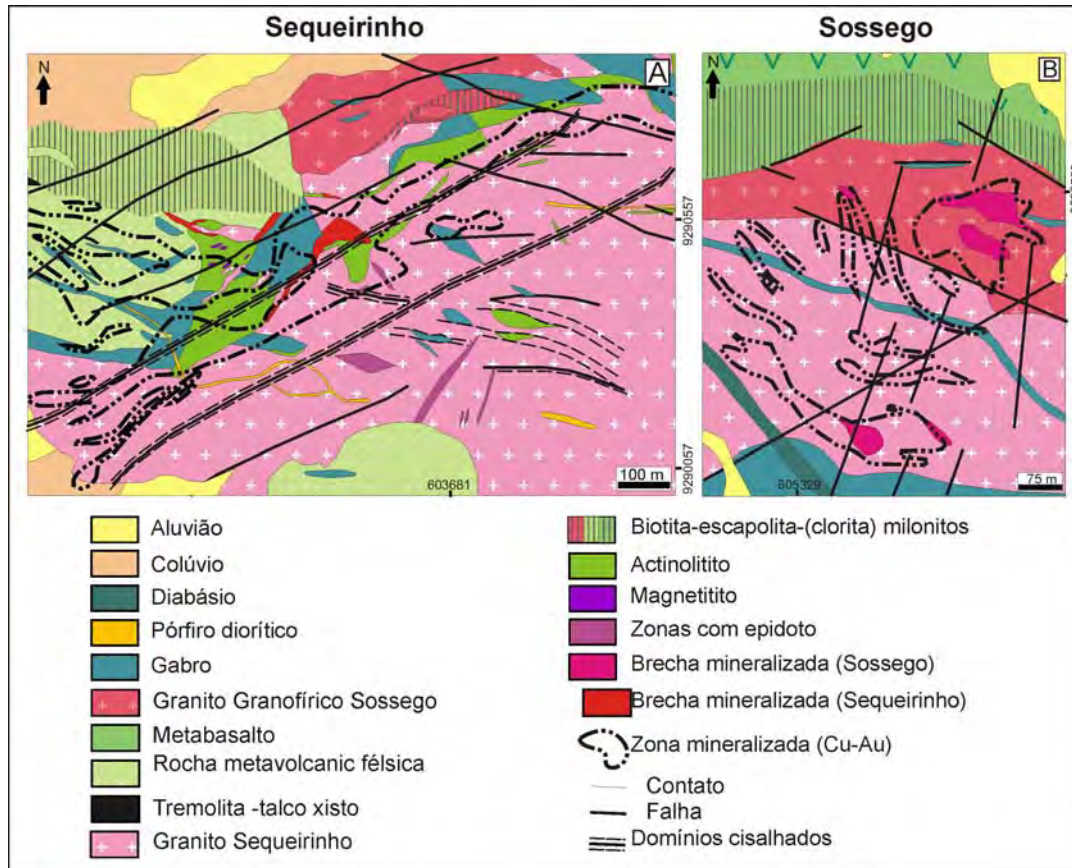 Sequeirinho
Sossego
N
A
N
B
9290557
9290057
603681
100 m
605329
75 m
Aluvião
Colúvio
Diabásio
Pórfiro diorítico
Gabro
Granito Granofírico Sossego
Metabasalto
Rocha metavolcanic félsica
Tremolita -talco xisto
Granito Sequeirinho
Biotita-escapolita-(clorita) milonitos
Actinolitito
Magnetitito
Zonas com epidoto
Brecha mineralizada (Sossego)
Brecha mineralizada (Sequeirinho)
Zona mineralizada (Cu-Au)
Contato
Falha
Domínios cisalhados